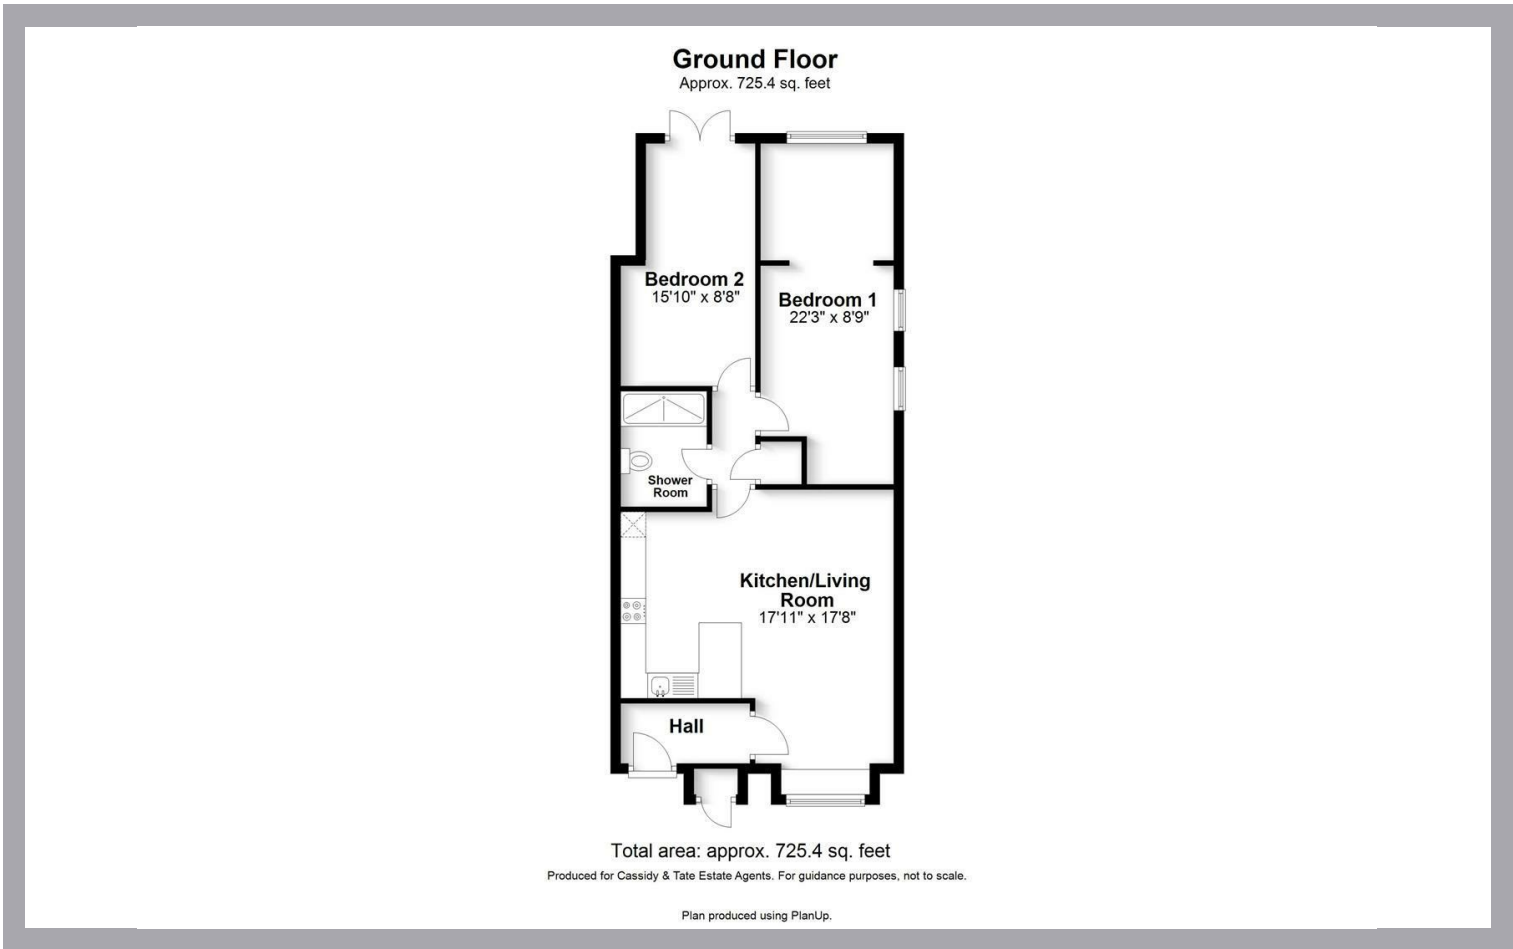 Ground Floor
Approx. 725.4 sq. feet
Bedroom 2
15'10" x 8'8"
Bedroom 1
22'3" x 8'9"
Shower
Room
Kitchen/Living
Room
17'11" x 17'8"
Hall
Total area: approx. 725.4 sq. feet
Produced for Cassidy & Tate Estate Agents. For guidance purposes, not to scale.
Plan produced using PlanUp.